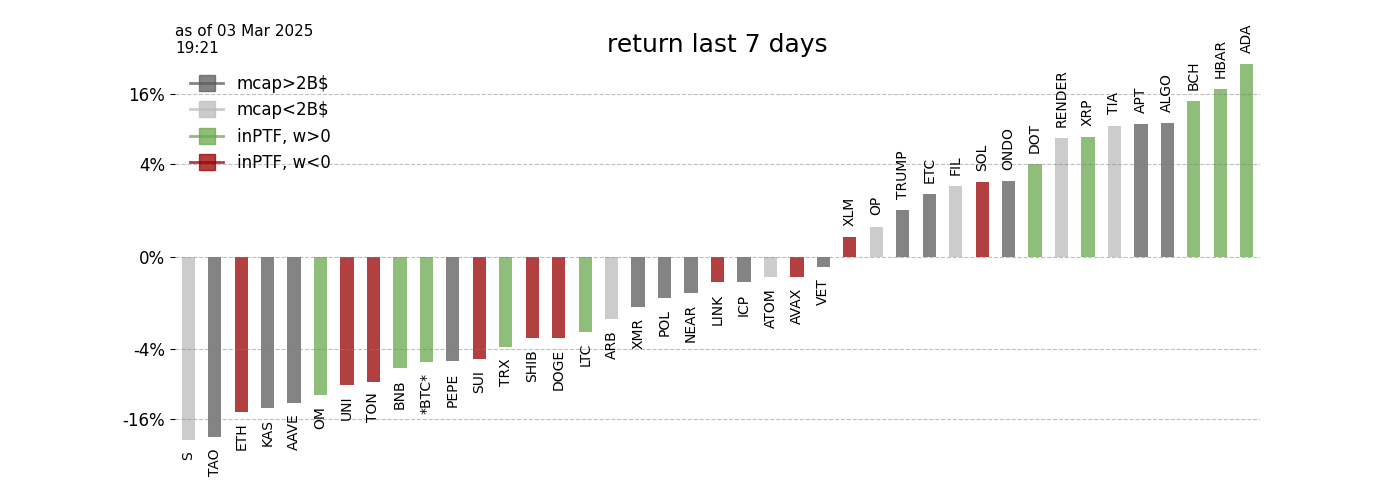 as of 03 Mar 2025
19:21
return last 7 days
mcap>2B$
mcap<2B$
inPTF, w>0
inPTF, w<0
16%
4%
0%
-4%
-16%
S
TAO
ETH
KAS
AAVE
OM
UNI
TON
BNB
*BTC*
PEPE
SUI
TRX
SHIB
DOGE
LTC
ARB
XMR
POL
NEAR
LINK
ICP
ATOM
AVAX
VET
XLM
OP
TRUMP
ETC
FIL
SOL
ONDO
DOT
RENDER
XRP
TIA
APT
ALGO
BCH
HBAR
ADA